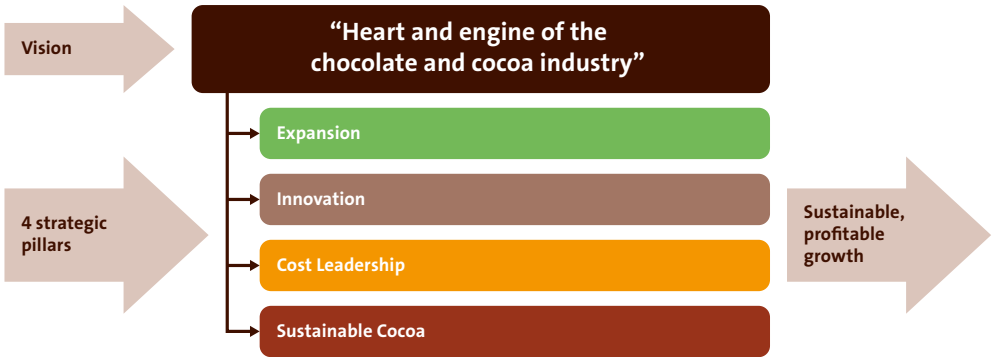 Vision
“Heart and engine of the
chocolate and cocoa industry”
Expansion
Innovation
4 strategic
pillars
Cost Leadership
Sustainable Cocoa
Sustainable,
profitable
growth